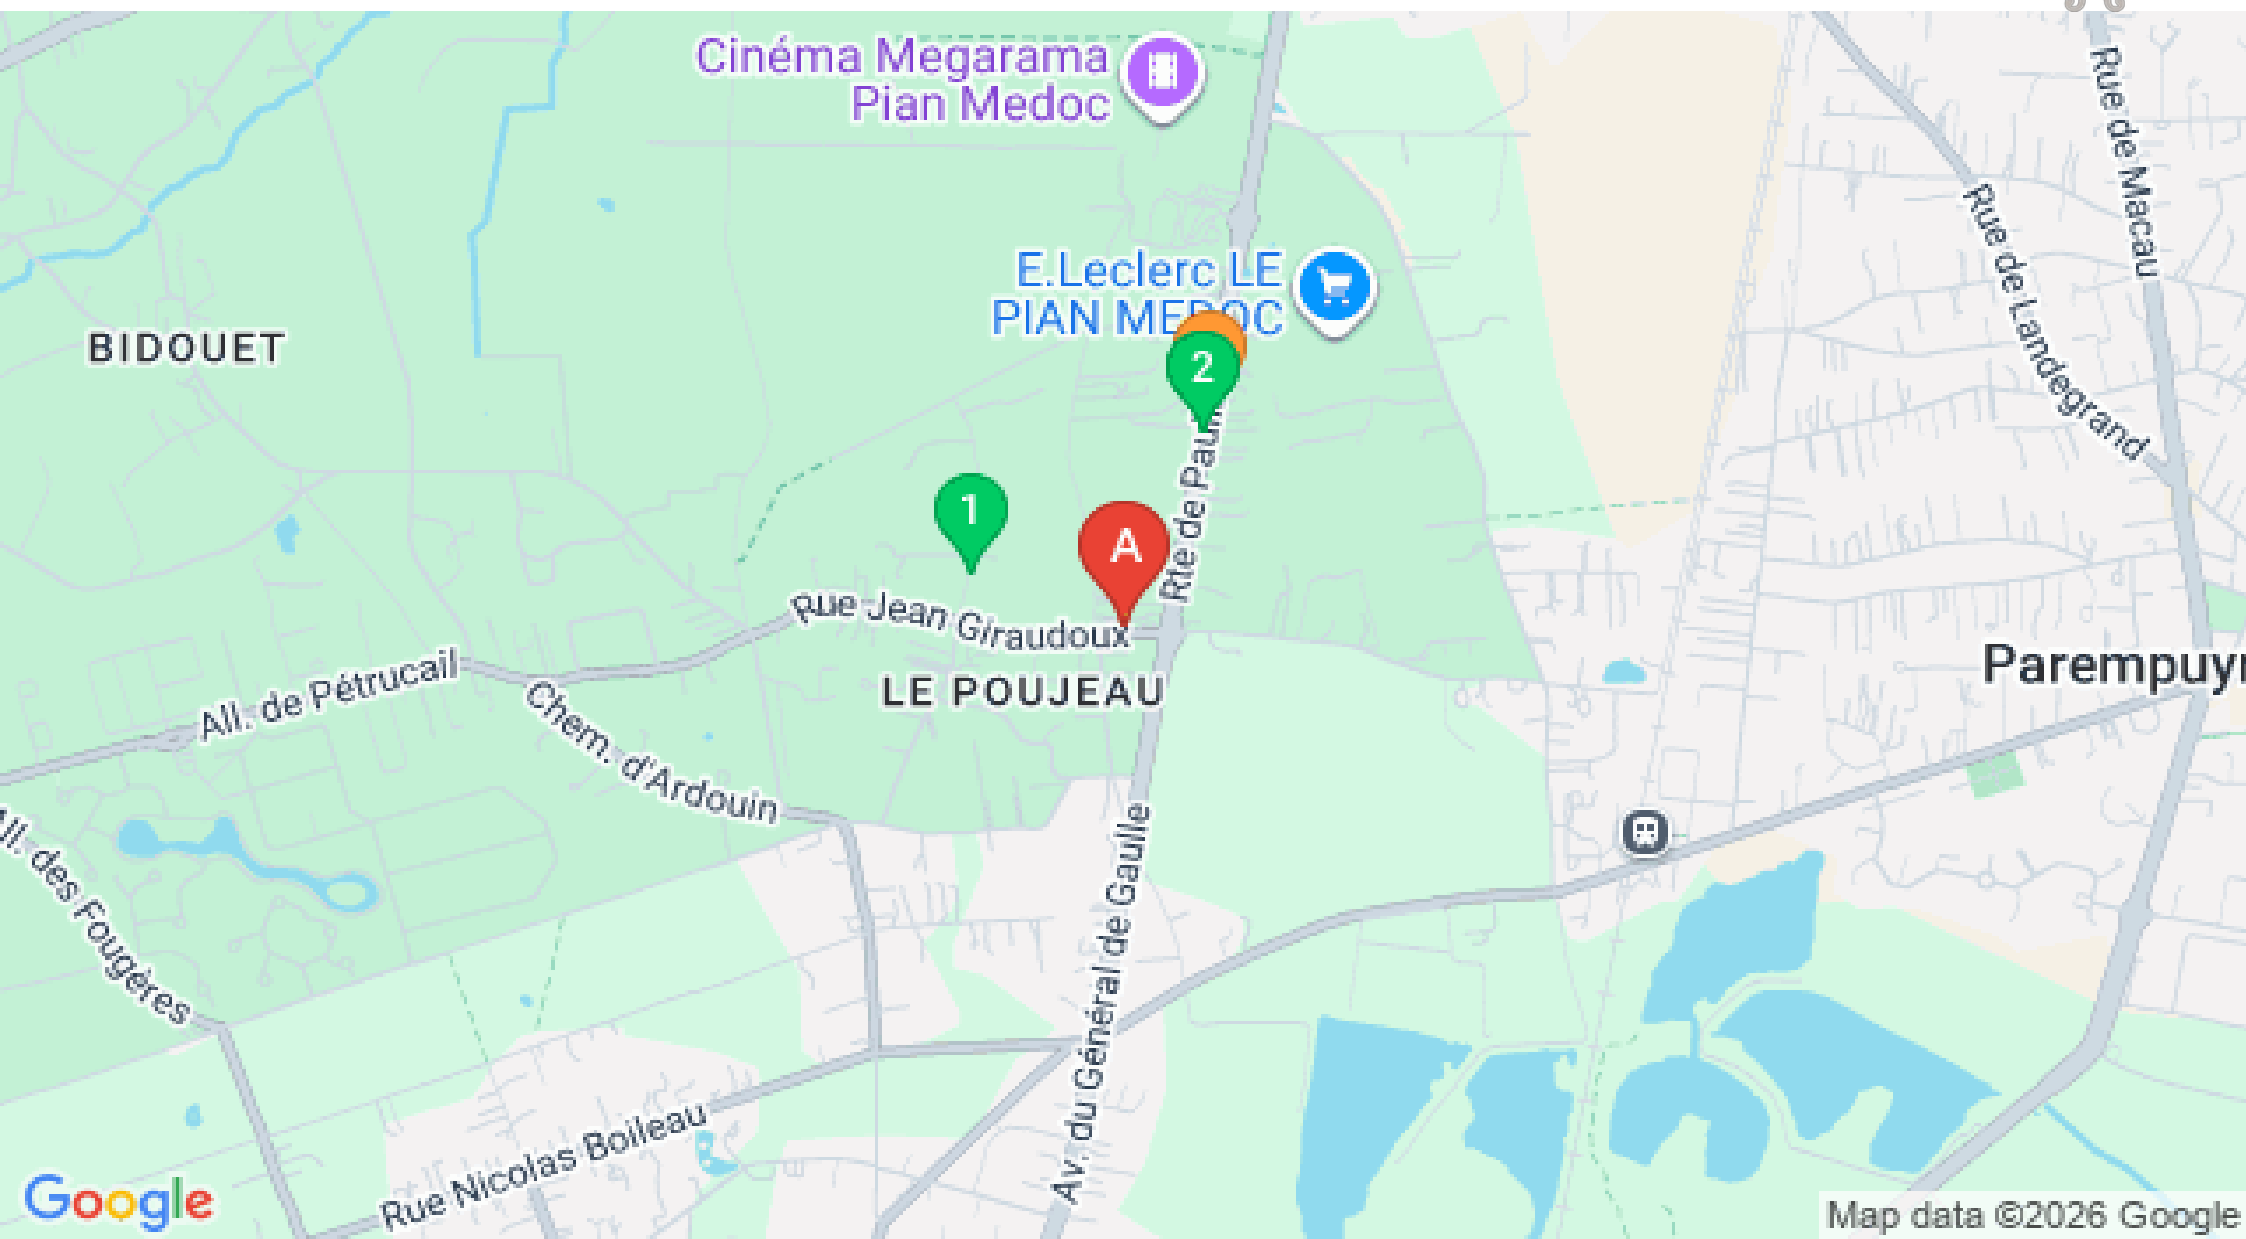 Cinéma Megarama
Pian Medoc
Rue de Macau
Rue de Landegrand
E.Leclerc LE
PIAN MEDOC
BIDOUET
2
Rte de
1
A
Rue Jean Giraudoux
LE POUJEAU
All. de Pétrucail
Chem. d'Ardouin
Av. du Général de Gaulle
des Fougères
Rue Nicolas Boileau
Google
Map data ©2026 Google